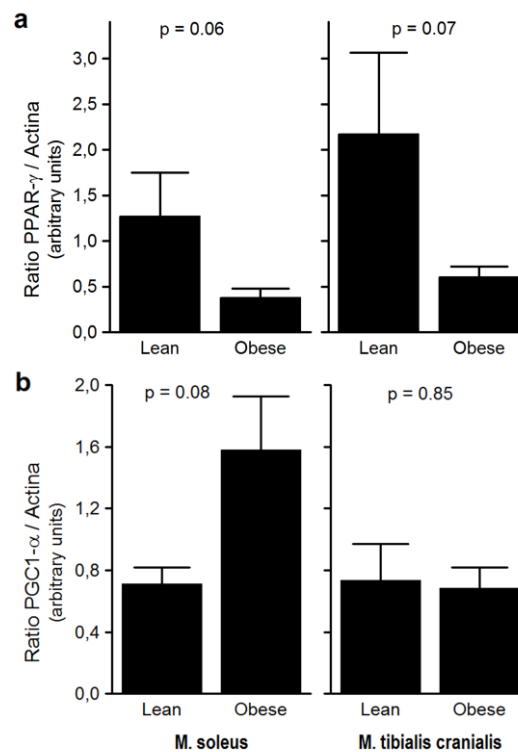 a
p = 0.06
p = 0.07
Ratio PPAR-γ / Actina
(arbitrary units)
3,0
2,5
2,0
1,5
1,0
0,5
0,0
Lean
Obese
Lean
Obese
b
p = 0.08
p = 0.85
Ratio PGC1-α / Actina
(arbitrary units)
2,0
1,6
1,2
0,8
0,4
0,0
Lean
Obese
Lean
Obese
M. soleus
M. tibialis cranialis